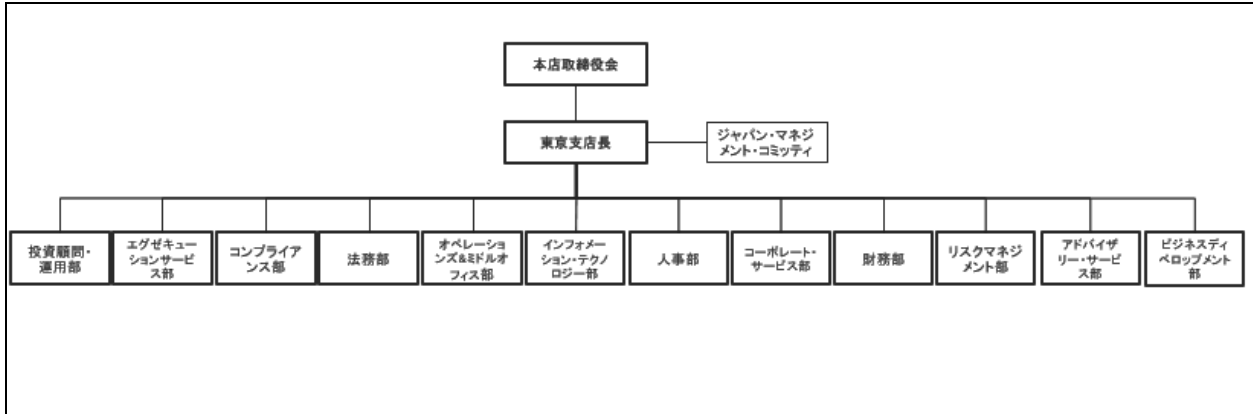 本店取締役会
東京支店長
ジャパン・マネジ
メント・コミッティ
投資顧問・
運用部
エグゼキュー
ションサービ
ス部
コンプライア
ンス部
法務部
オペレーショ
ンズ&ミドルオ
フィス部
インフォメー
ション・テクノ
ロジー部
人事部
コーポレート・
サービス部
財務部
リスクマネジ
メント部
アドバイザ
リー・サービ
ス部
ビジネスディ
ベロップメント
部